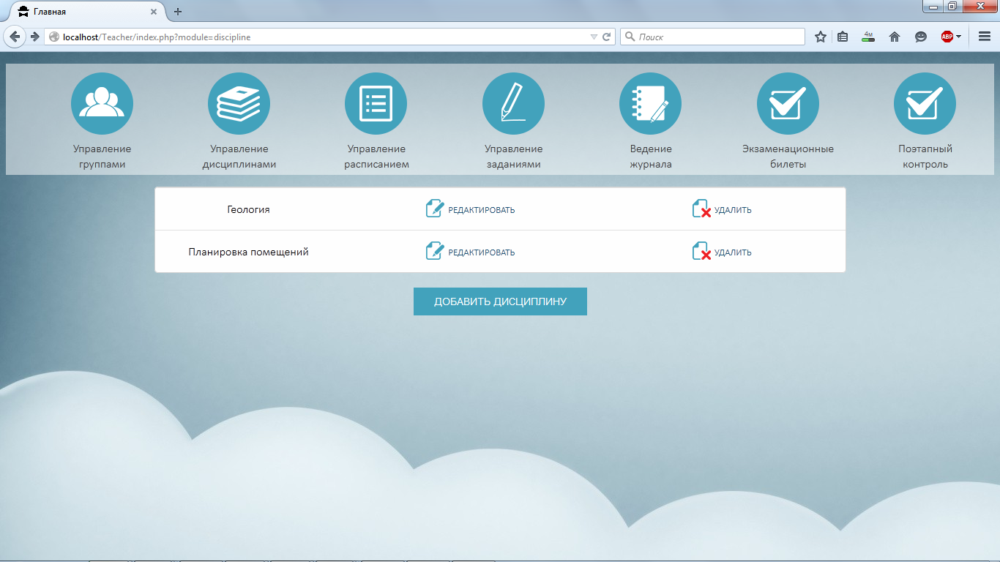 Главная
localhost/Teacher/index.php?module=discipline
Поиск
4м
ABP
Управление
группами
Управление
дисциплинами
Управление
расписанием
Управление
заданиями
Ведение
журнала
Экзаменационные
билеты
Поэтапный
контроль
Геология РЕДАКТИРОВАТЬ УДАЛИТЬ
Планировка помещений РЕДАКТИРОВАТЬ УДАЛИТЬ
ДОБАВИТЬ ДИСЦИПЛИНУ